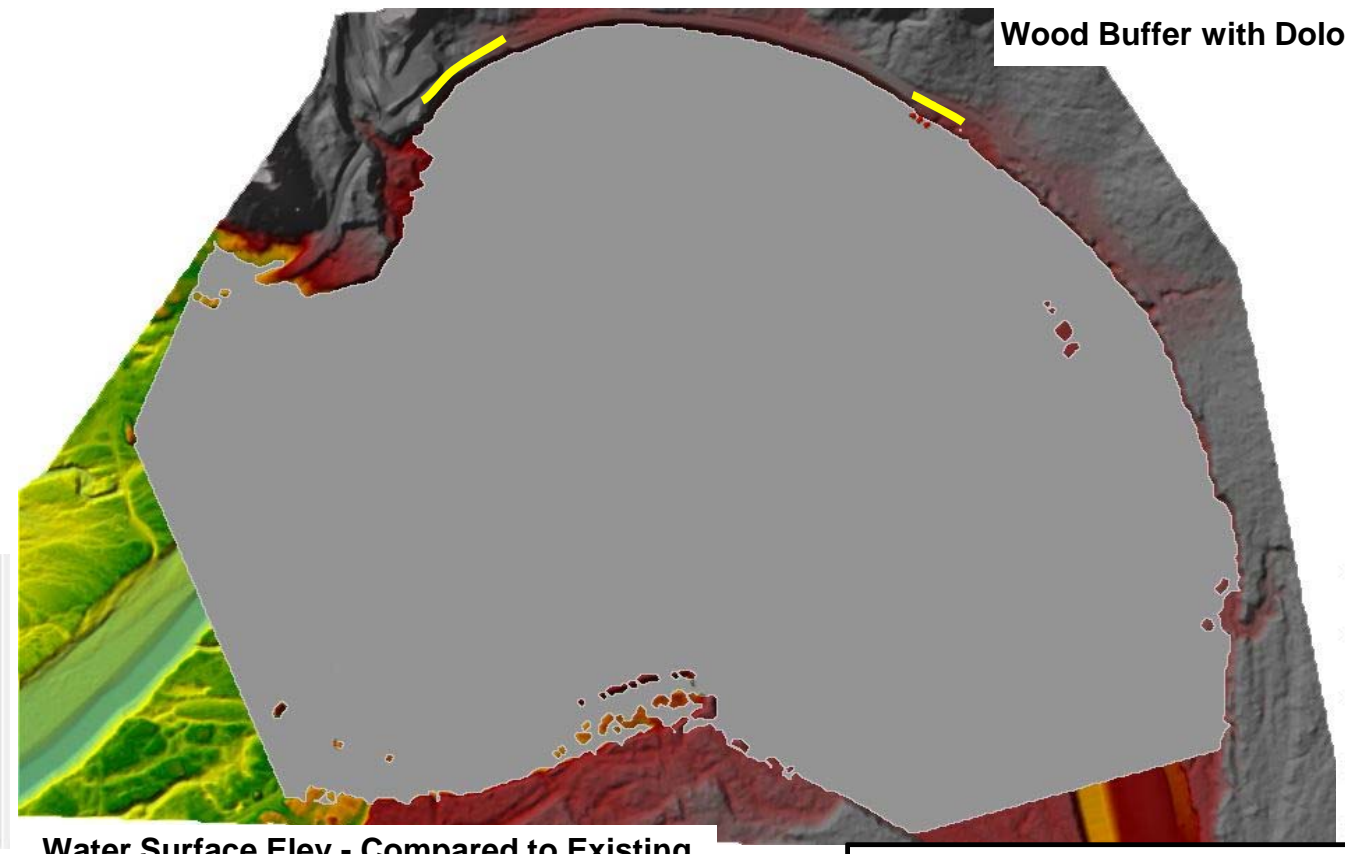 Wood Buffer with Dolo
Water Surface Elev - Compared to Existing